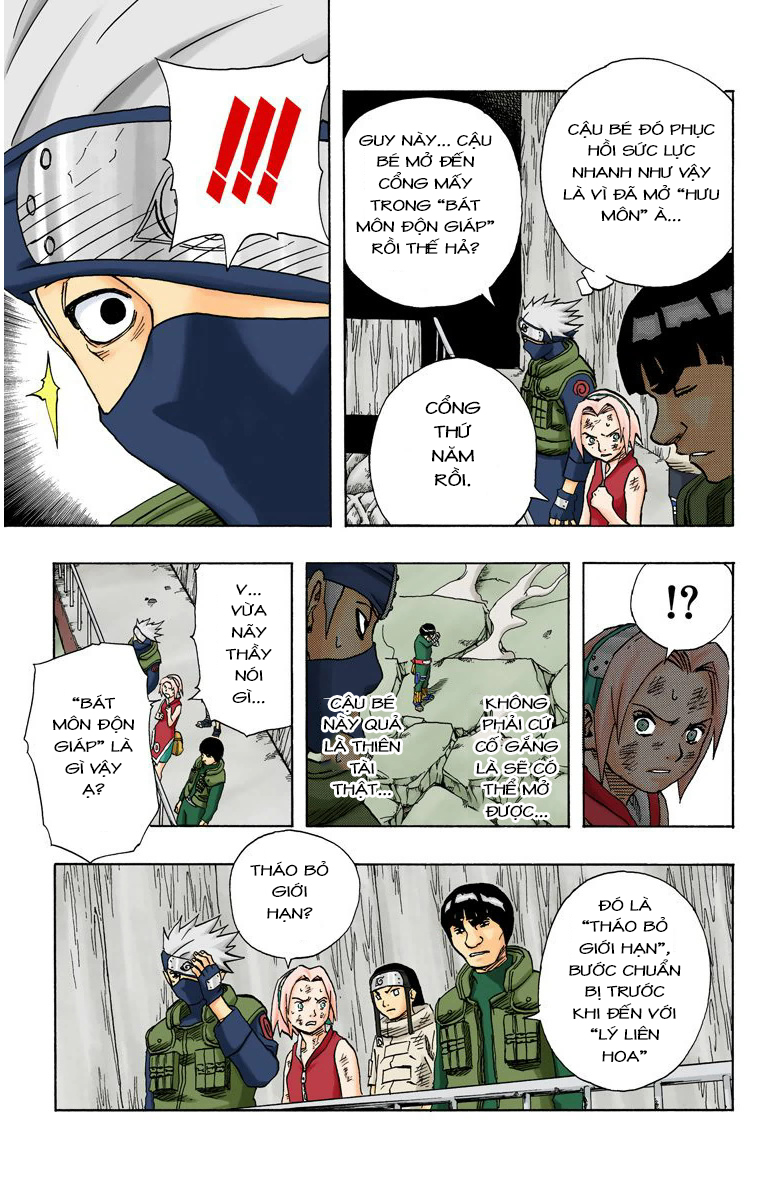 CẬU BÉ ĐÓ PHỤC
HỒI SỨC LỰC
NHANH NHƯ VẬY
LÀ VÌ ĐÃ MỞ “HƯU
MÔN” À...
GUY NÀY... CẬU
BÉ MỞ ĐẾN
CỔNG MẤY
TRONG “BÁT
MÔN ĐỘN GIÁP”
RỒI THẾ HẢ?
CỔNG
THỨ
NĂM
RỒI.
!!!
!?
KHÔNG
PHẢI CỨ
CỐ GẮNG
LÀ SẼ CÓ
THỂ MỞ
ĐƯỢC...
CẬU BÉ
NÀY QUẢ
LÀ THIÊN
TÀI
THẬT...
V...
VỪA
NÃY
THẦY
NÓI
GÌ...
“BÁT
MÔN ĐỘN
GIÁP” LÀ
GÌ VẬY
Ạ?
ĐÓ LÀ
“THÁO BỎ
GIỚI HẠN”,
BƯỚC CHUẨN
BỊ TRƯỚC
KHI ĐẾN VỚI
“LÝ LIÊN
HOA”
THÁO BỎ
GIỚI
HẠN?